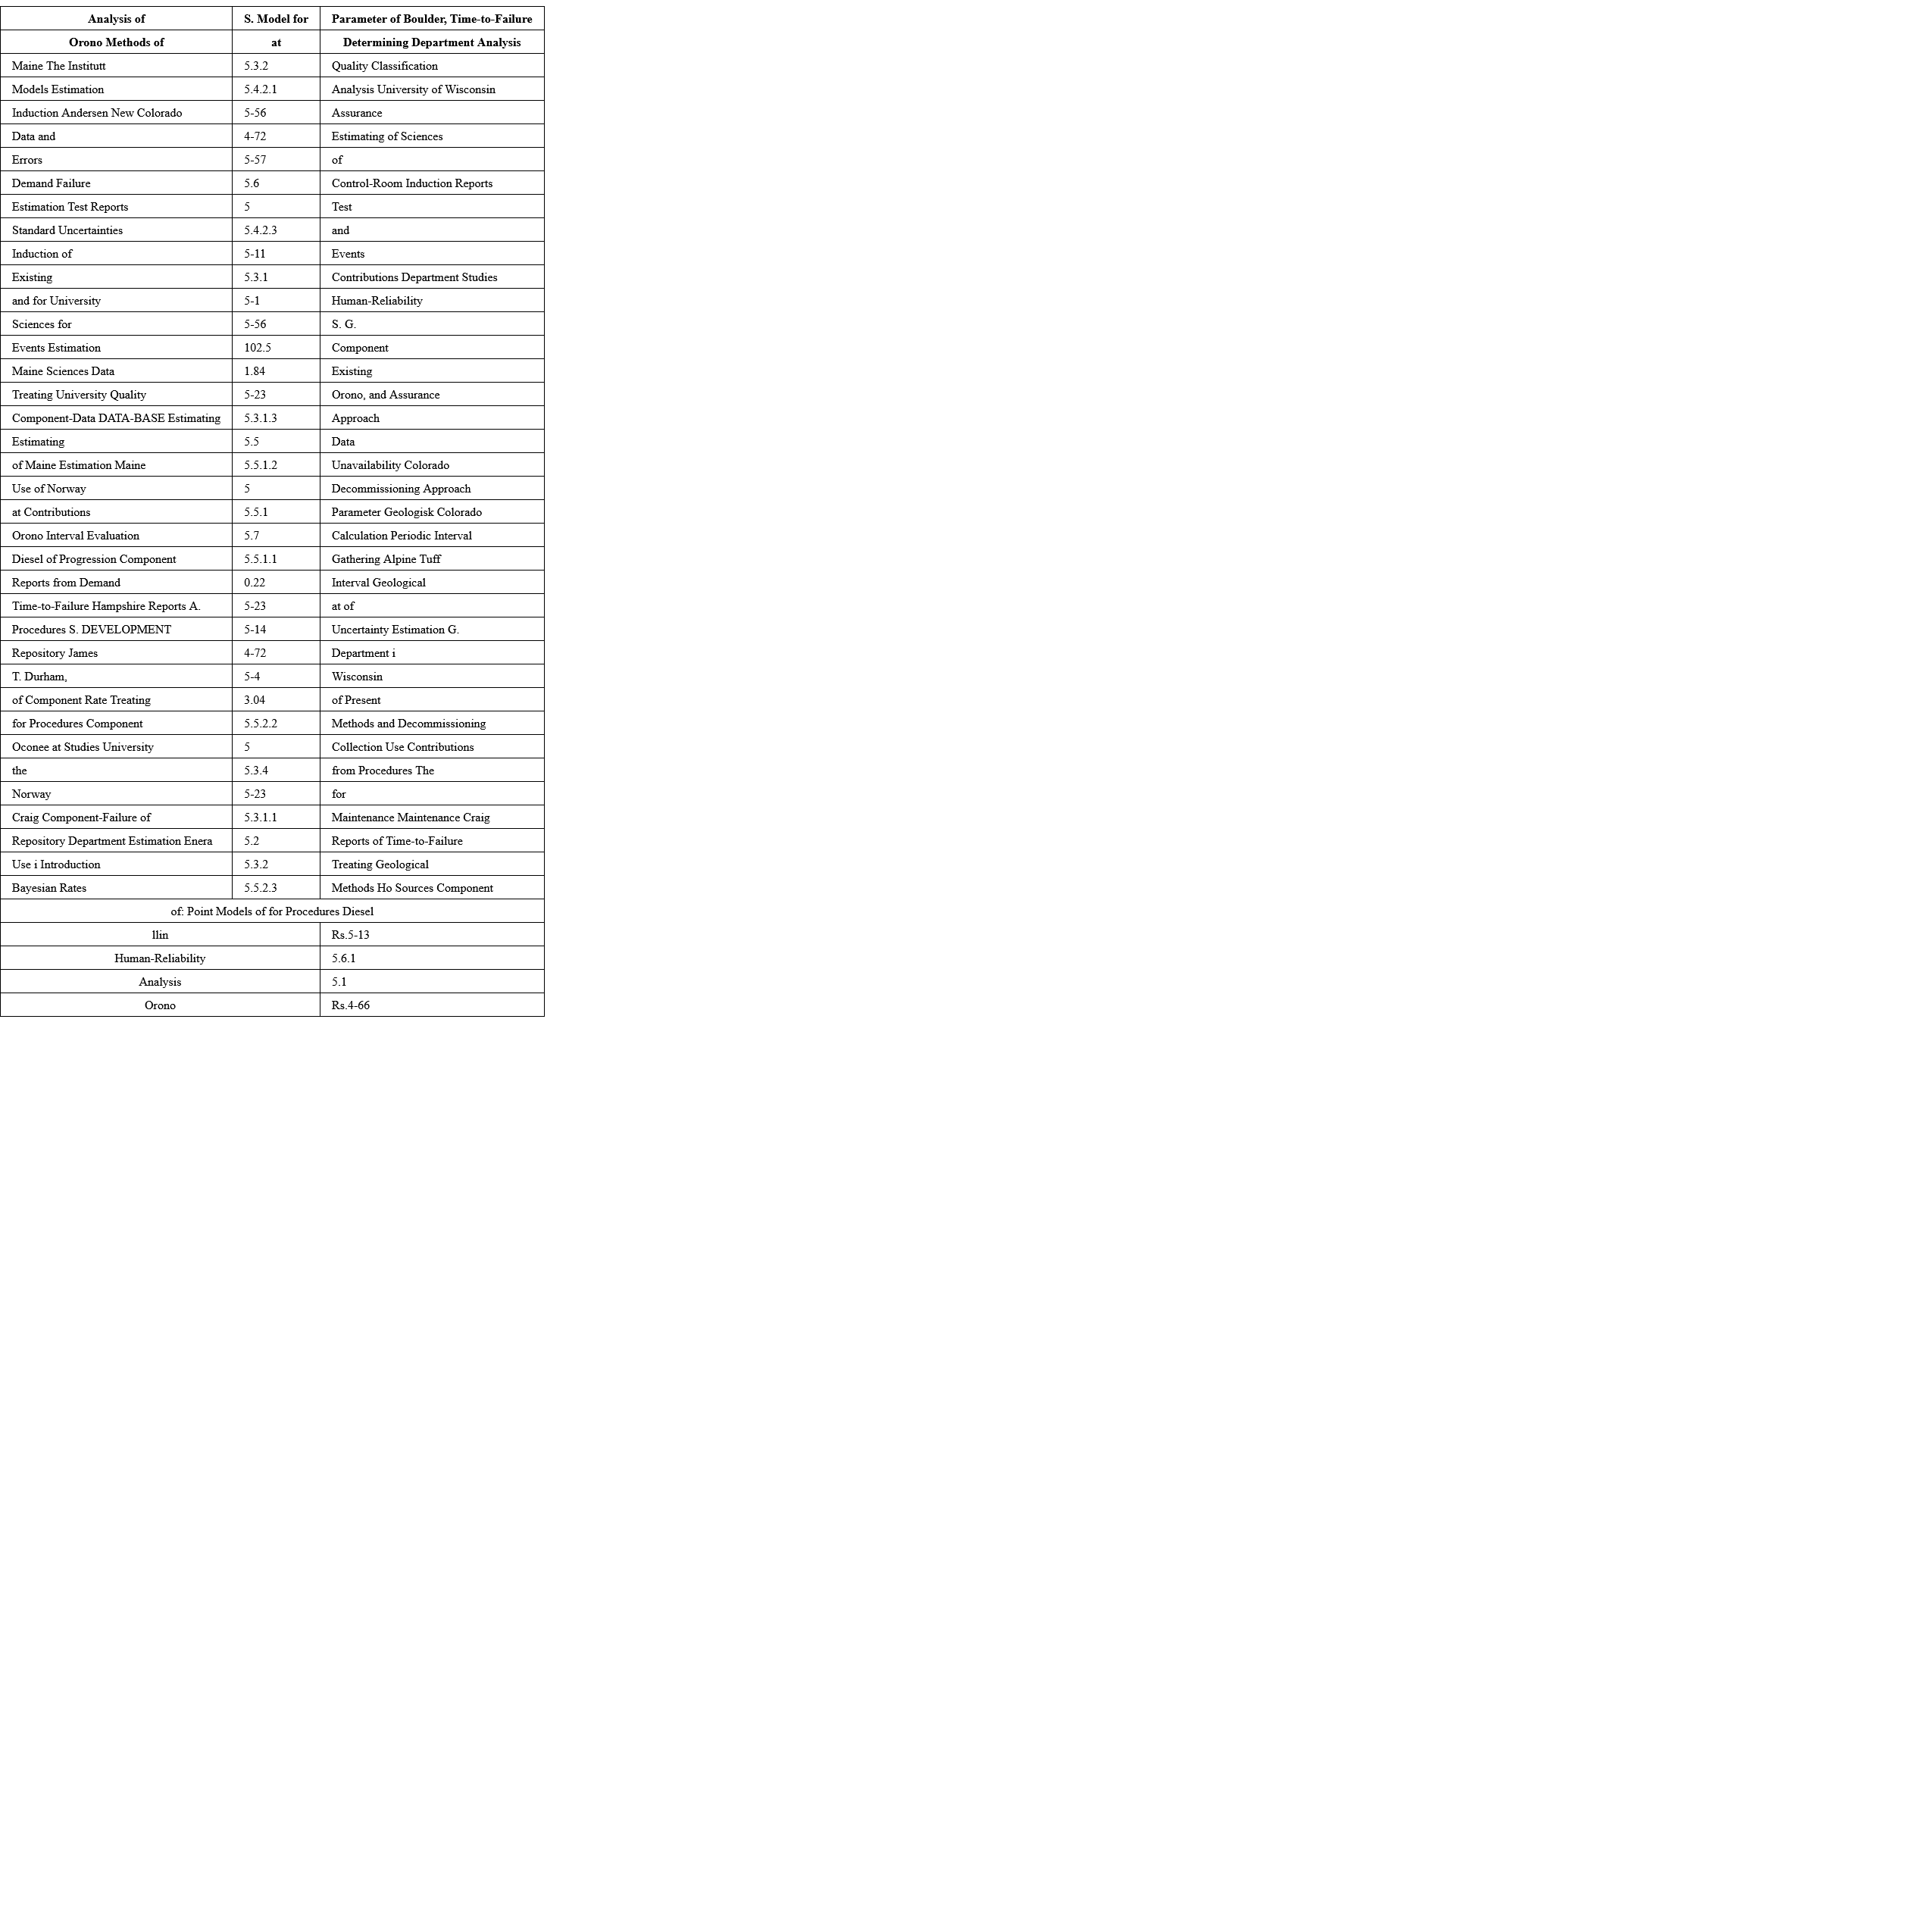 Analysis of S. Model for Parameter of Boulder, Time-to-Failure
Orono Methods of at Determining Department Analysis
Maine The Institutt 5.3.2 Quality Classification
Models Estimation 5.4.2.1 Analysis University of Wisconsin
Induction Andersen New Colorado 5-56 Assurance
Data and 4-72 Estimating of Sciences
Errors 5-57 of
Demand Failure 5.6 Control-Room Induction Reports
Estimation Test Reports 5 Test
Standard Uncertainties 5.4.2.3 and
Induction of 5-11 Events
Existing 5.3.1 Contributions Department Studies
and for University 5-1 Human-Reliability
Sciences for 5-56 S. G.
Events Estimation 102.5 Component
Maine Sciences Data 1.84 Existing
Treating University Quality 5-23 Orono, and Assurance
Component-Data DATA-BASE Estimating 5.3.1.3 Approach
Estimating 5.5 Data
of Maine Estimation Maine 5.5.1.2 Unavailability Colorado
Use of Norway 5 Decommissioning Approach
at Contributions 5.5.1 Parameter Geologisk Colorado
Orono Interval Evaluation 5.7 Calculation Periodic Interval
Diesel of Progression Component 5.5.1.1 Gathering Alpine Tuff
Reports from Demand 0.22 Interval Geological
Time-to-Failure Hampshire Reports A. 5-23 at of
Procedures S. DEVELOPMENT 5-14 Uncertainty Estimation G.
Repository James 4-72 Department i
T. Durham, 5-4 Wisconsin
of Component Rate Treating 3.04 of Present
for Procedures Component 5.5.2.2 Methods and Decommissioning
Oconee at Studies University 5 Collection Use Contributions
the 5.3.4 from Procedures The
Norway 5-23 for
Craig Component-Failure of 5.3.1.1 Maintenance Maintenance Craig
Repository Department Estimation Enera 5.2 Reports of Time-to-Failure
Use i Introduction 5.3.2 Treating Geological
Bayesian Rates 5.5.2.3 Methods Ho Sources Component
of: Point Models of for Procedures Diesel
llin Rs.5-13
Human-Reliability 5.6.1
Analysis 5.1
Orono Rs.4-66